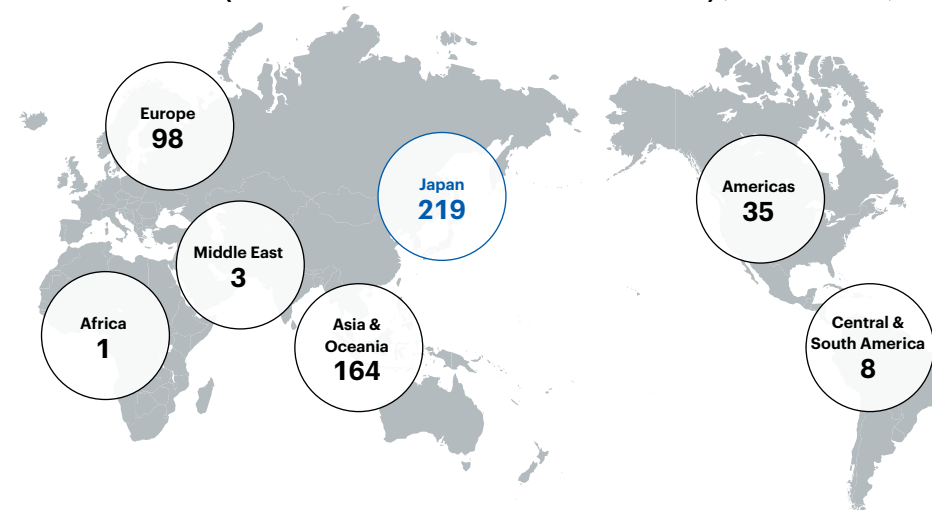 Europe
98
Japan
219
Americas
35
Middle East
3
Africa
1
Asia &
Oceania
164
Central &
South America
8